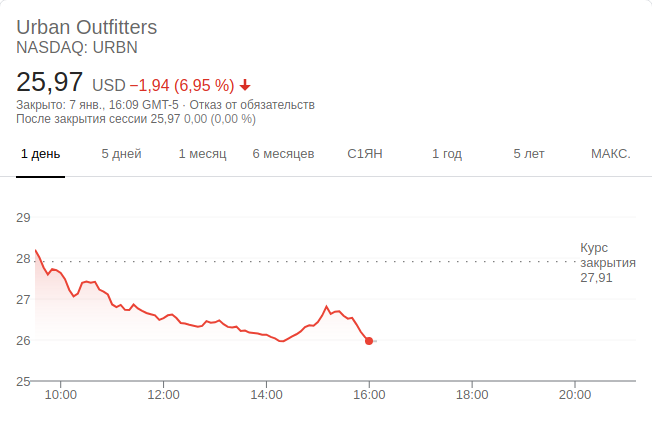 Urban Outfitters
NASDAQ: URBN
25,97 USD −1,94 (6,95 %)
Закрыто: 7 янв., 16:09 GMT-5 · Отказ от обязательств
После закрытия сессии 25,97 0,00 (0,00 %)
1 день 5 дней 1 месяц 6 месяцев С1ЯН 1 год 5 лет МАКС.
29
28
27
26
25
Курс
закрытия
27,91
10:00 12:00 14:00 16:00 18:00 20:00